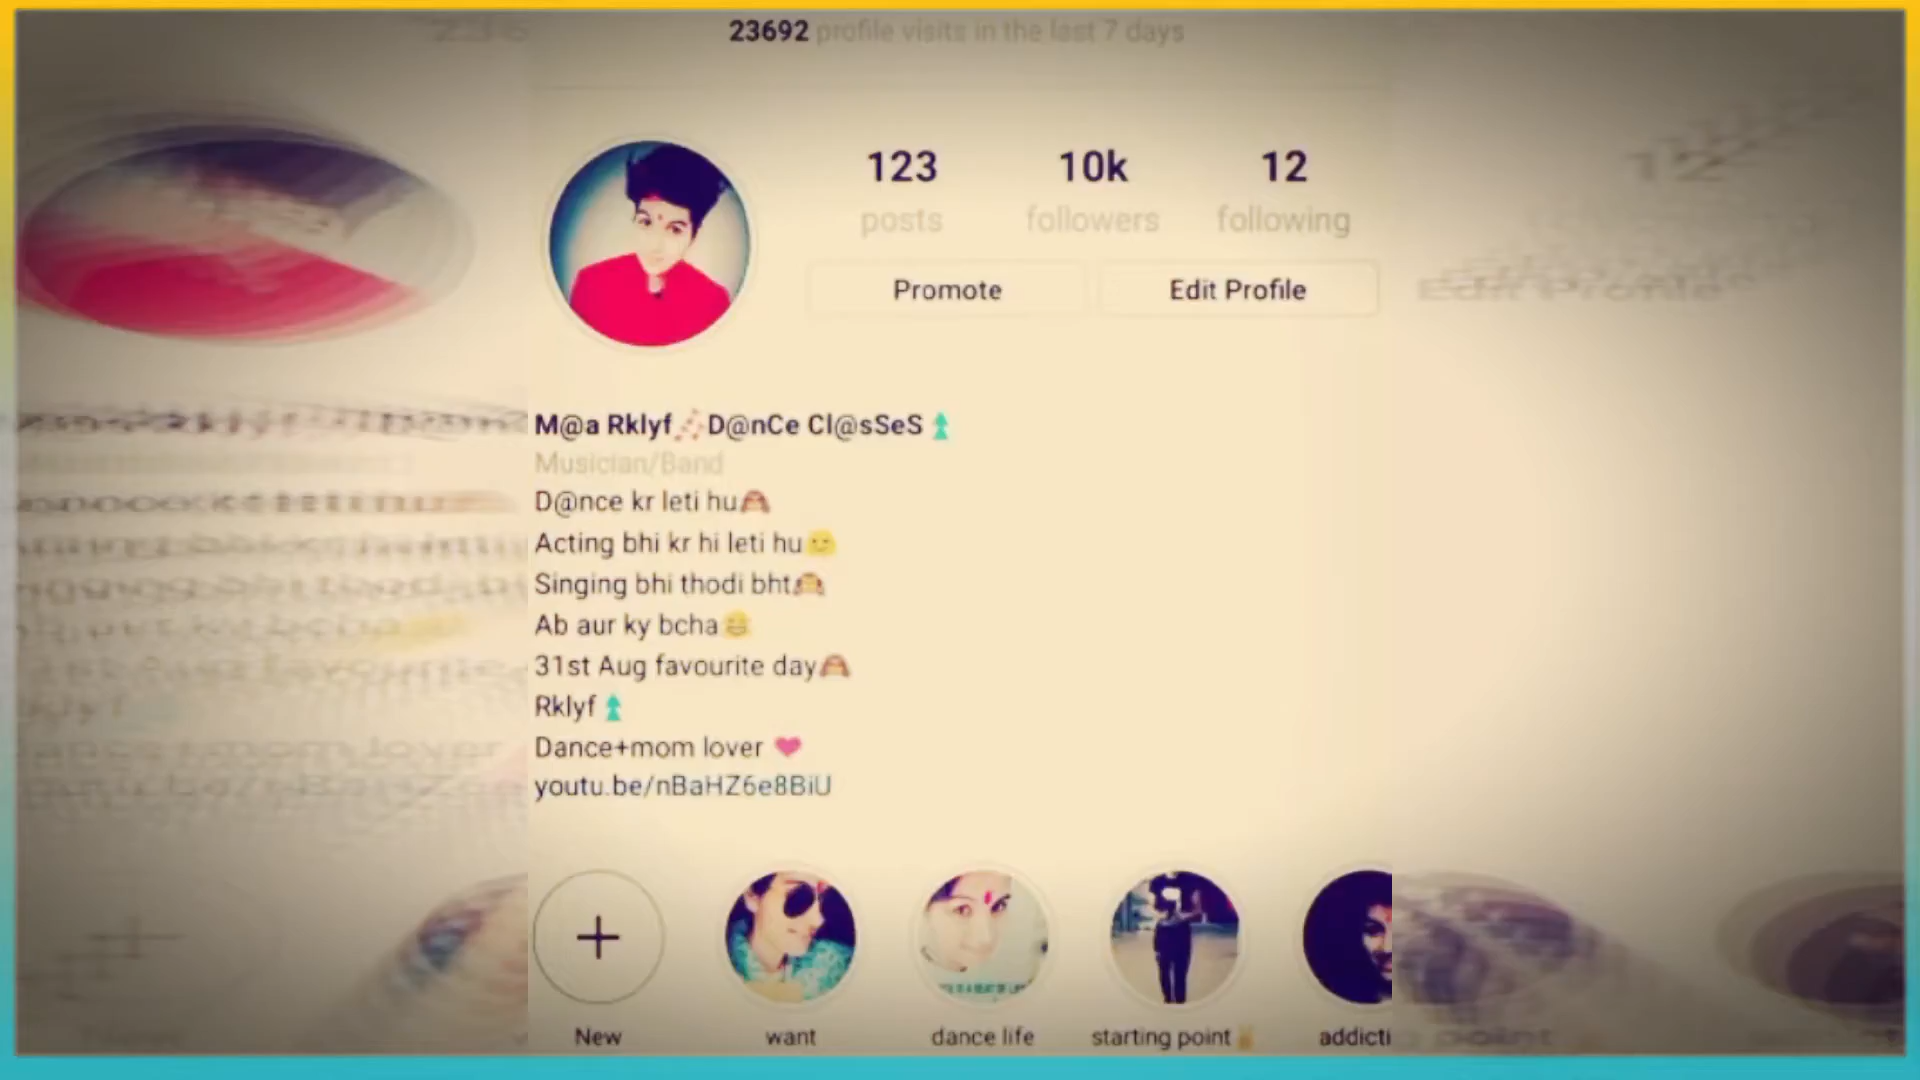 23692 profile visits in the last 7 days
123 10k 12
posts followers following
Promote Edit Profile
M@a Rklyf D@nCe Cl@sSeS
Musician/Band
D@nce kr leti hu🙈
Acting bhi kr hi leti hu
Singing bhi thodi bht
Ab aur ky bcha
31st Aug favourite day🙈
Rklyf
Dance+mom lover
youtu.be/nBaHZ6e8BiU
New want dance life starting point addicti